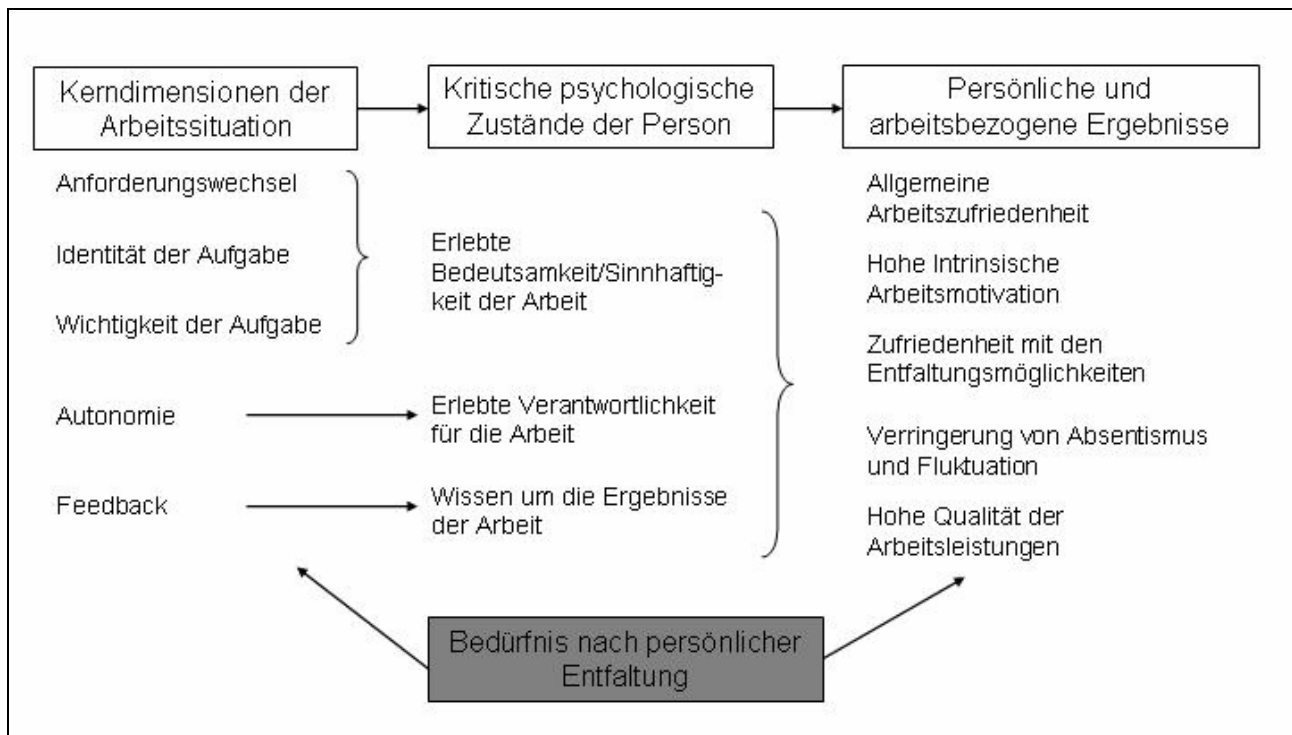 Kerndimensionen der
Arbeitssituation
Kritische psychologische
Zustände der Person
Persönliche und
arbeitsbezogene Ergebnisse
Anforderungswechsel
Identität der Aufgabe
Wichtigkeit der Aufgabe
Autonomie
Feedback
Erlebte
Bedeutsamkeit/Sinnhaftig-
keit der Arbeit
Erlebte Verantwortlichkeit
für die Arbeit
Wissen um die Ergebnisse
der Arbeit
Allgemeine
Arbeitszufriedenheit
Hohe Intrinsische
Arbeitsmotivation
Zufriedenheit mit den
Entfaltungsmöglichkeiten
Verringerung von Absentismus
und Fluktuation
Hohe Qualität der
Arbeitsleistungen
Bedürfnis nach persönlicher
Entfaltung